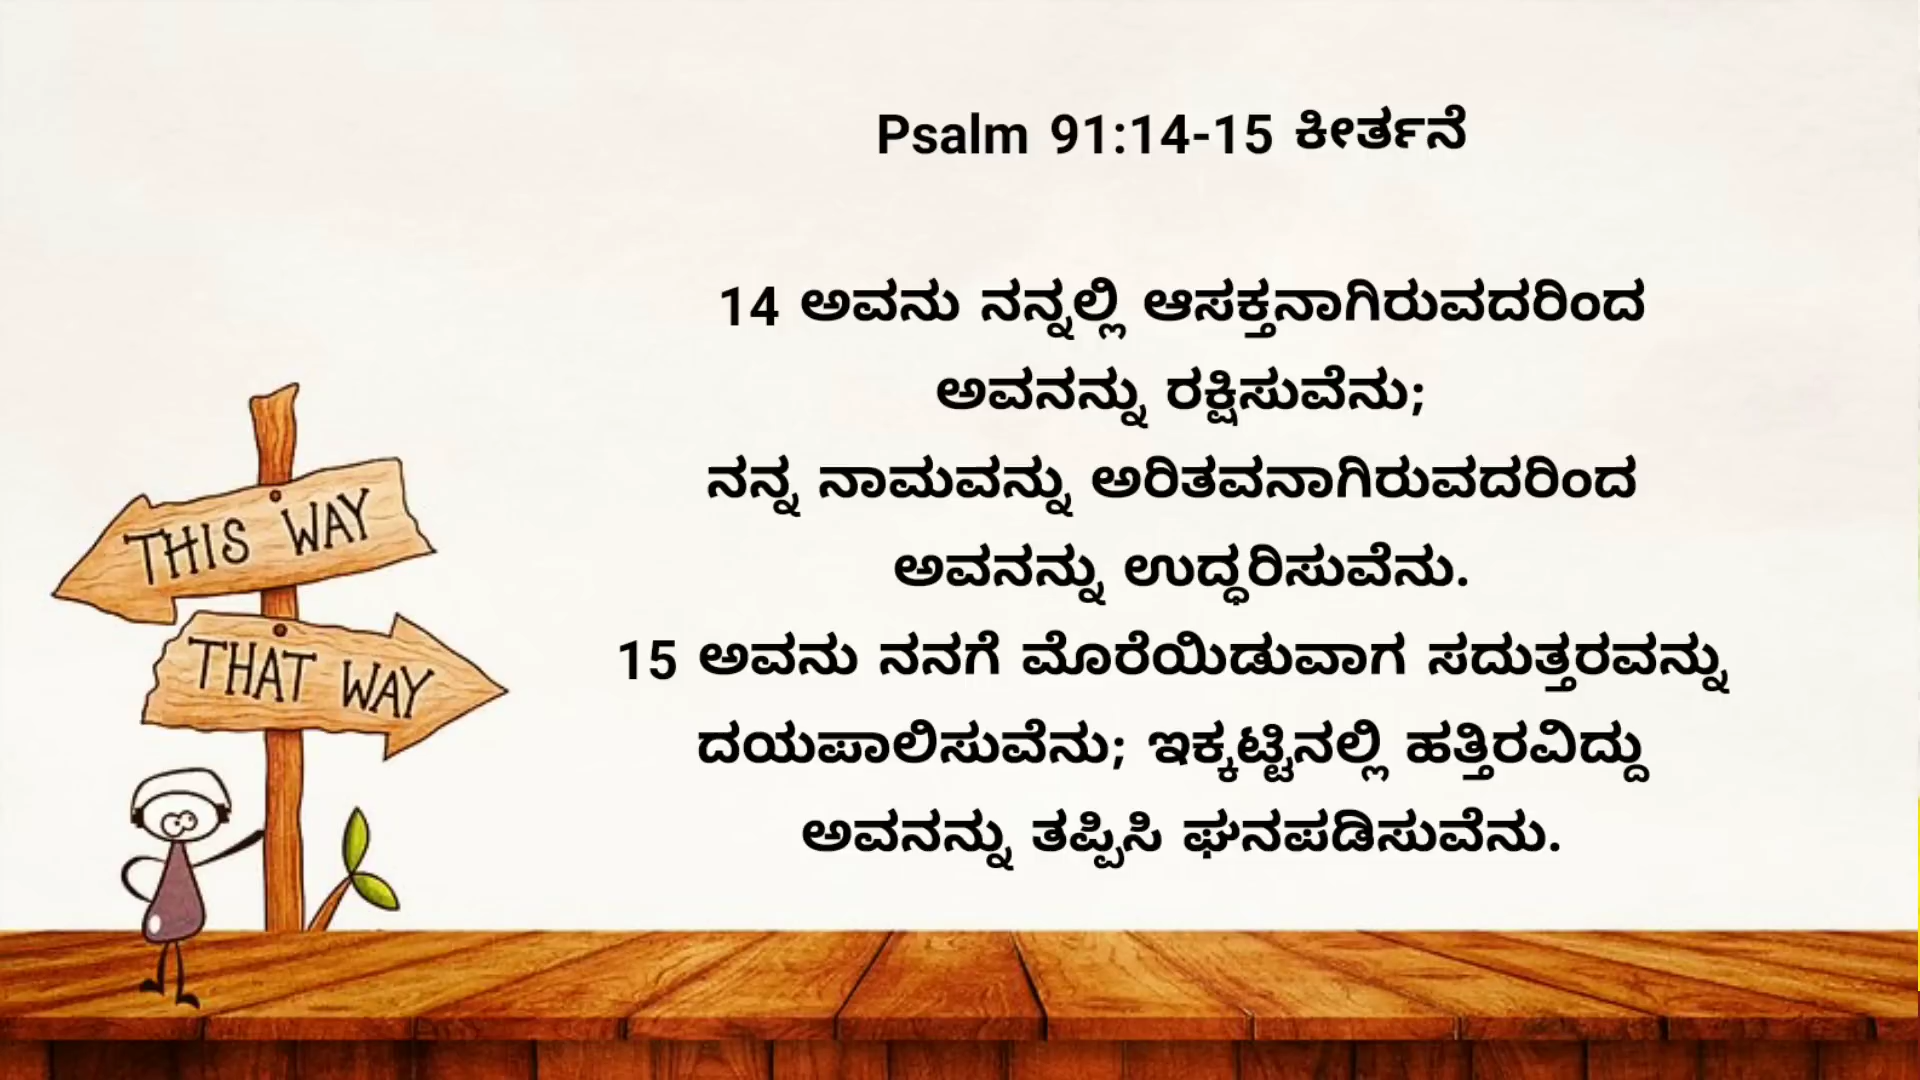 Psalm 91:14-15 ಕೀರ್ತನೆ
14 ಅವನು ನನ್ನಲ್ಲಿ ಆಸಕ್ತನಾಗಿರುವದರಿಂದ
ಅವನನ್ನು ರಕ್ಷಿಸುವೆನು;
ನನ್ನ ನಾಮವನ್ನು ಅರಿತವನಾಗಿರುವದರಿಂದ
ಅವನನ್ನು ಉದ್ಧರಿಸುವೆನು.
15 ಅವನು ನನಗೆ ಮೊರೆಯಿಡುವಾಗ ಸದುತ್ತರವನ್ನು
ದಯಪಾಲಿಸುವೆನು; ಇಕ್ಕಟ್ಟಿನಲ್ಲಿ ಹತ್ತಿರವಿದ್ದು
ಅವನನ್ನು ತಪ್ಪಿಸಿ ಘನಪಡಿಸುವೆನು.
THIS WAY
THAT WAY